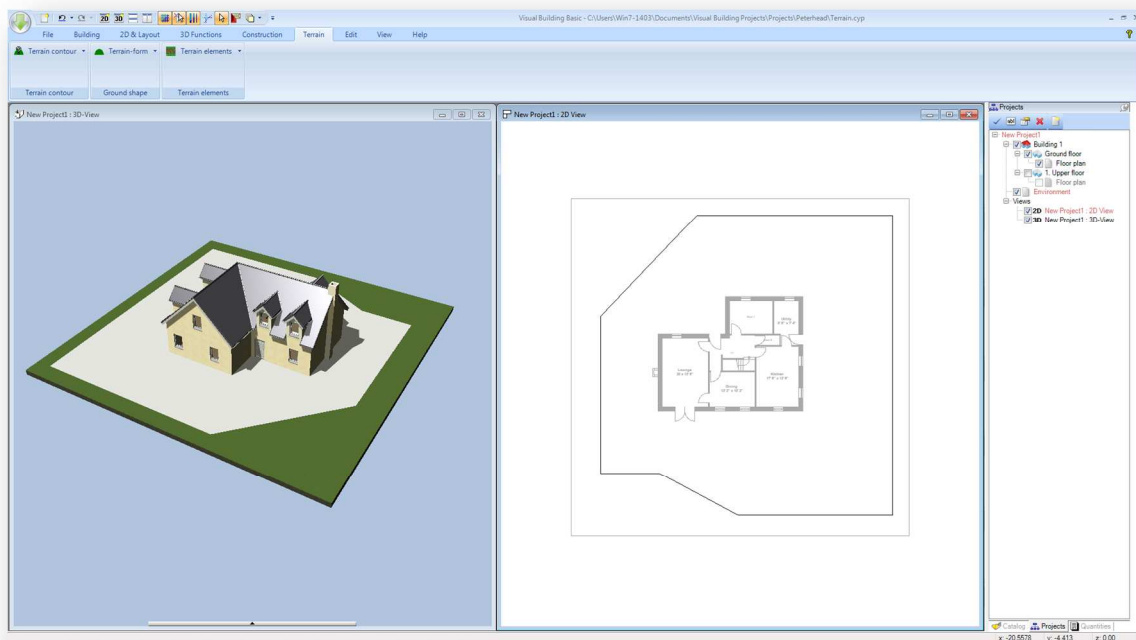 Visual Building Basic - C:\Users\Win7-1403\Documents\Visual Building Projects\Projects\Peterhead\Terrain.cyp
2D 3D
File Building 2D & Layout 3D Functions Construction Terrain Edit View Help
Terrain contour Terrain-form Terrain elements
Terrain contour Ground shape Terrain elements
New Project1 : 3D-View
New Project1 : 2D View
Lounge
Dining
Kitchen
Projects
abl
New Project1
Building 1
Ground floor
Floor plan
1. Upper floor
Floor plan
Environment
Views
2D New Project1 : 2D View
3D New Project1 : 3D-View
Catalog Projects Quantities
x: -20.5578 y: -4.413 z: 0.00